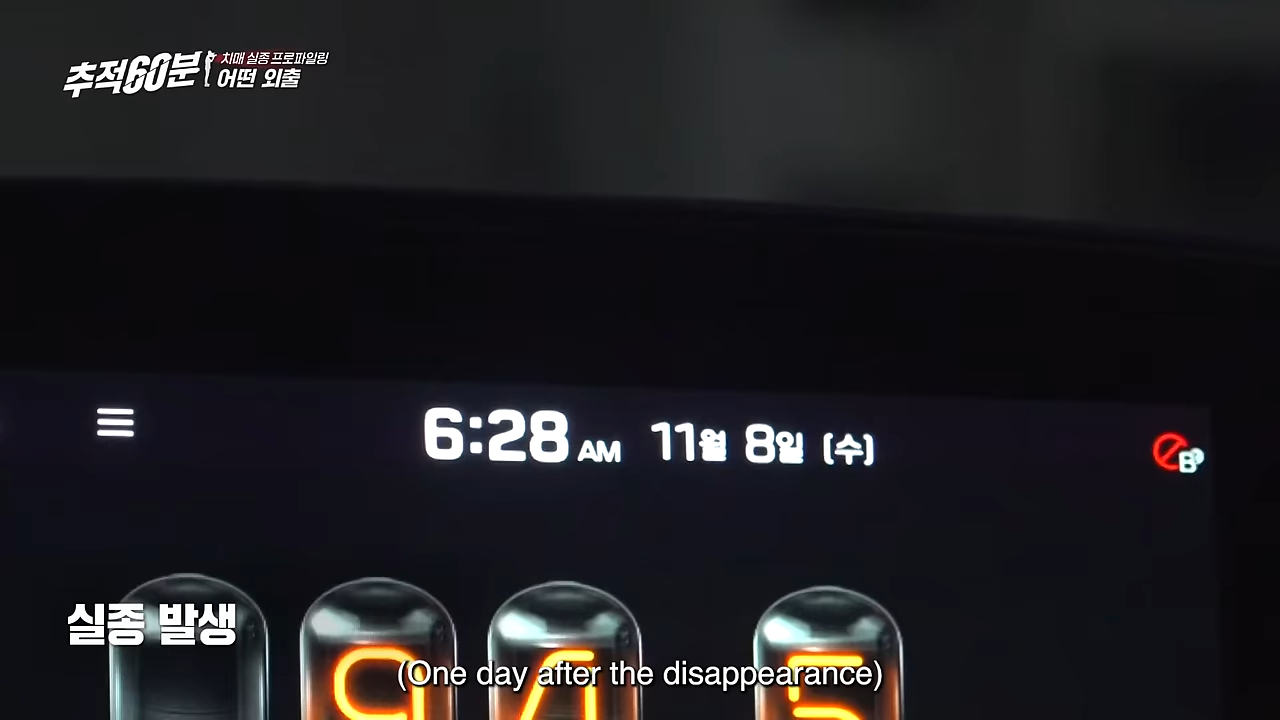 추적60분
치매 실종 프로파일링
어떤 외출
6:28 AM 11월 8일 (수)
실종 발생
(One day after the disappearance)